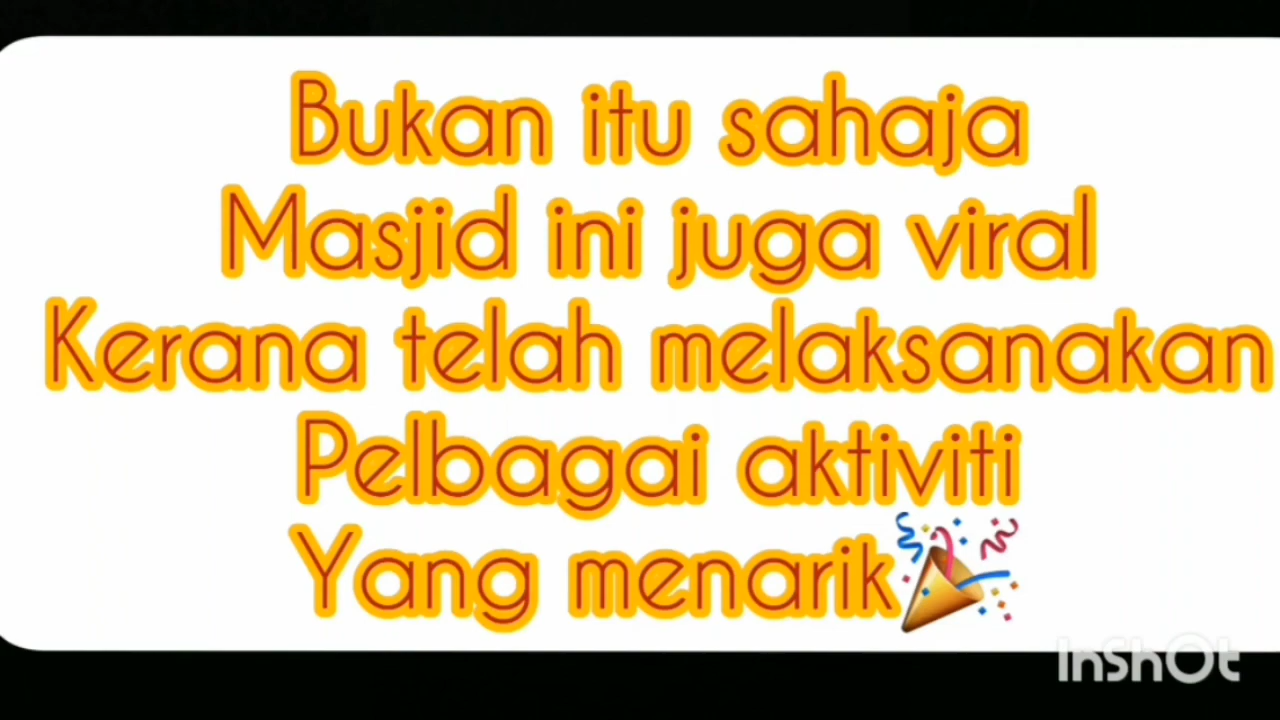 Bukan itu sahaja
Masjid ini juga viral
Kerana telah melaksanakan
Pelbagai aktiviti
Yang menarik🎉
InShOt